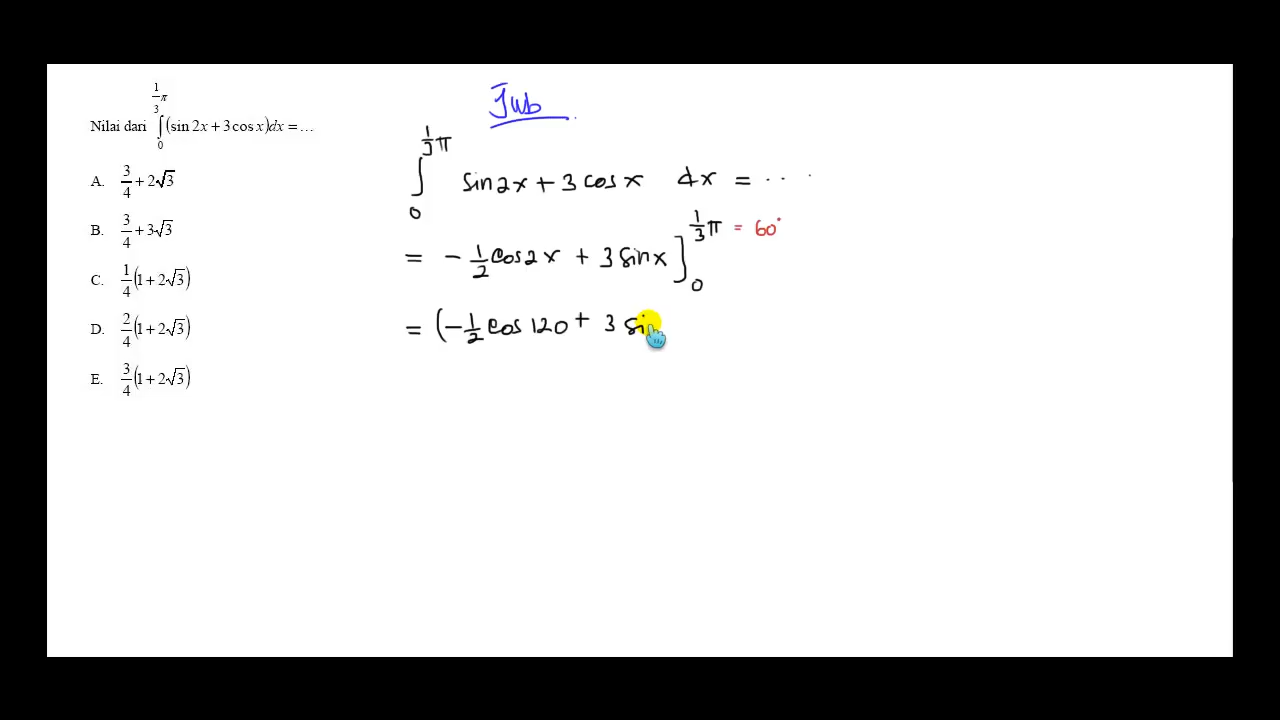 Nilai dari ∫₀^(1/3 π) (sin 2x + 3 cos x)dx = ...
A. 3/4 + 2√3
B. 3/4 + 3√3
C. 1/4 (1 + 2√3)
D. 2/4 (1 + 2√3)
E. 3/4 (1 + 2√3)
Jwb
∫₀^(1/3 π) sin 2x + 3 cos x dx = ....
= - 1/2 cos 2x + 3 sin x ]₀^(1/3 π) = 60°
= (- 1/2 cos 120 + 3 si